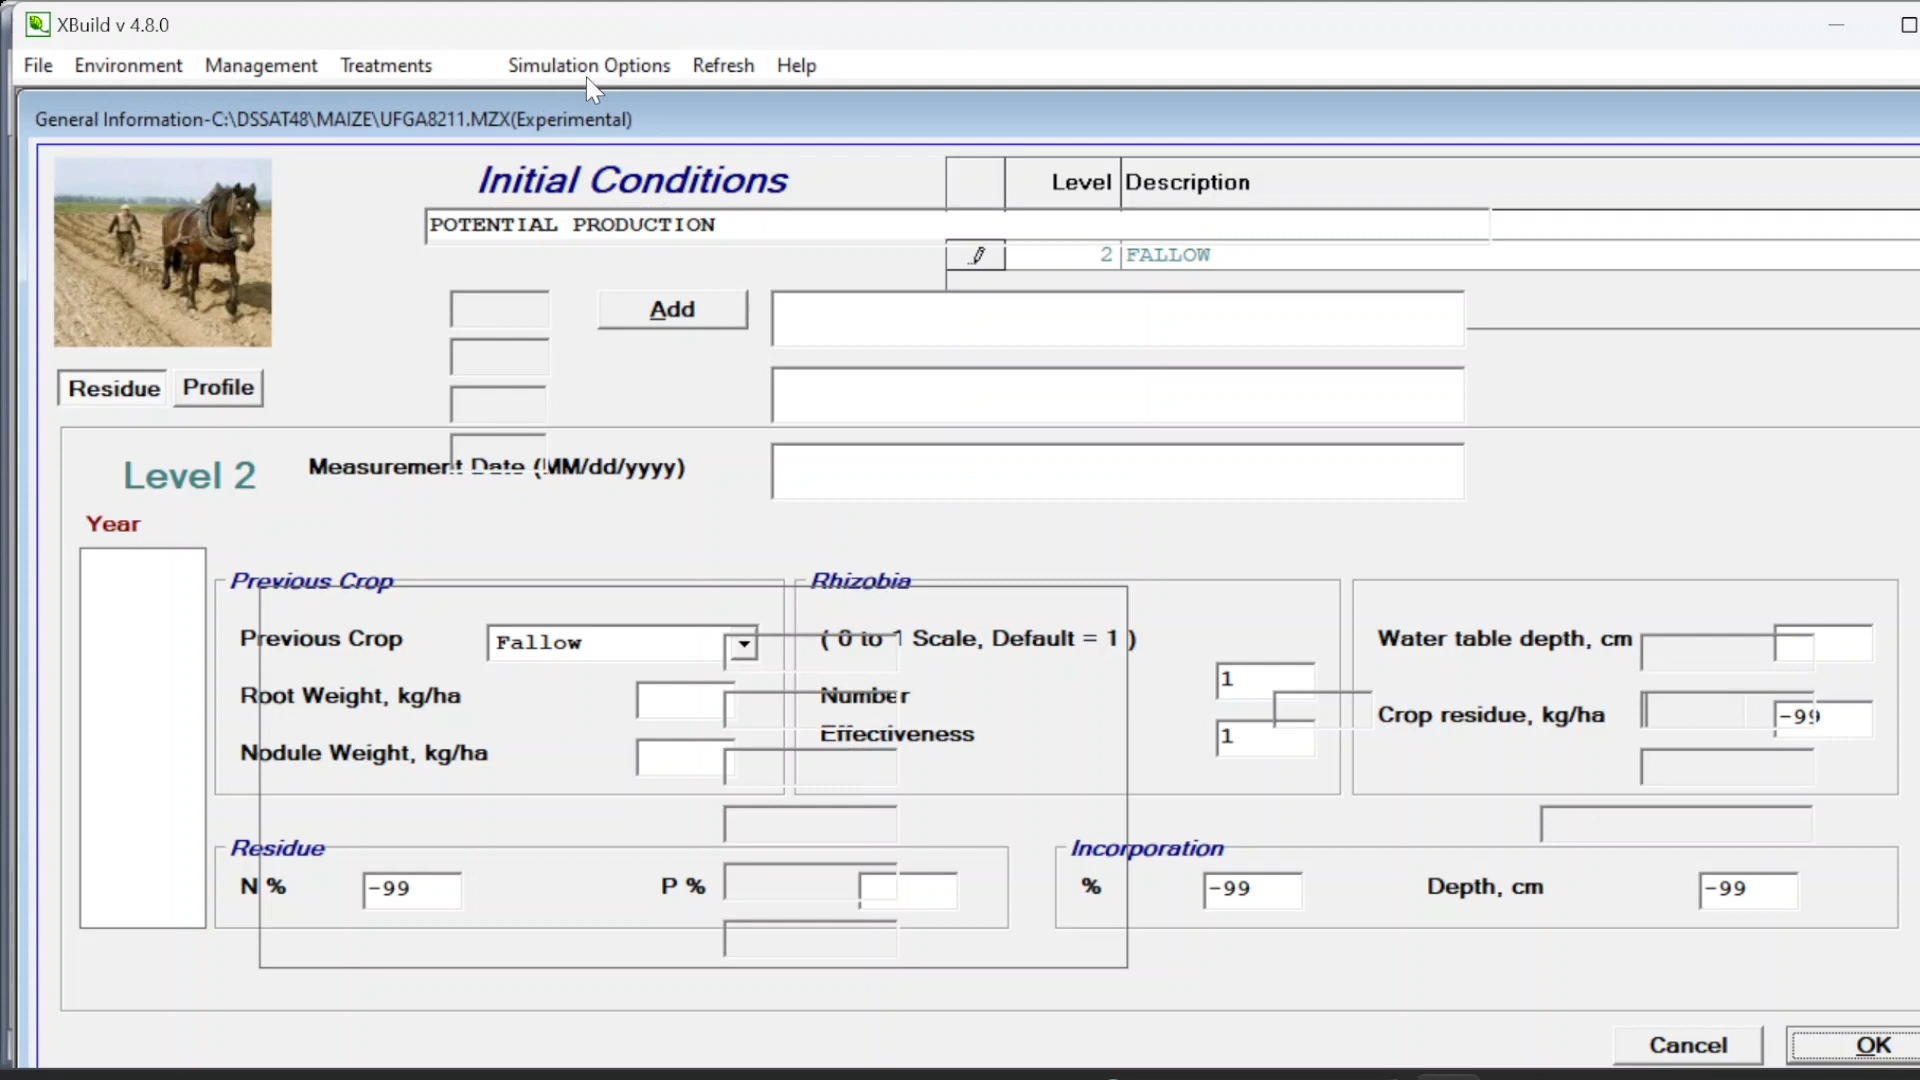 XBuild v 4.8.0
File Environment Management Treatments Simulation Options Refresh Help
General Information-C:\DSSAT48\MAIZE\UFGA8211.MZX(Experimental)
Initial Conditions
Level Description
POTENTIAL PRODUCTION
2 FALLOW
Add
Residue Profile
Level 2
Measurement Date (MM/dd/yyyy)
Year
Previous Crop
Rhizobia
Previous Crop Fallow
( 0 to 1 Scale, Default = 1 )
Water table depth, cm
Root Weight, kg/ha
Number 1
Crop residue, kg/ha -99
Nodule Weight, kg/ha
Effectiveness 1
Residue
Incorporation
N % -99 P %
% -99 Depth, cm -99
Cancel OK